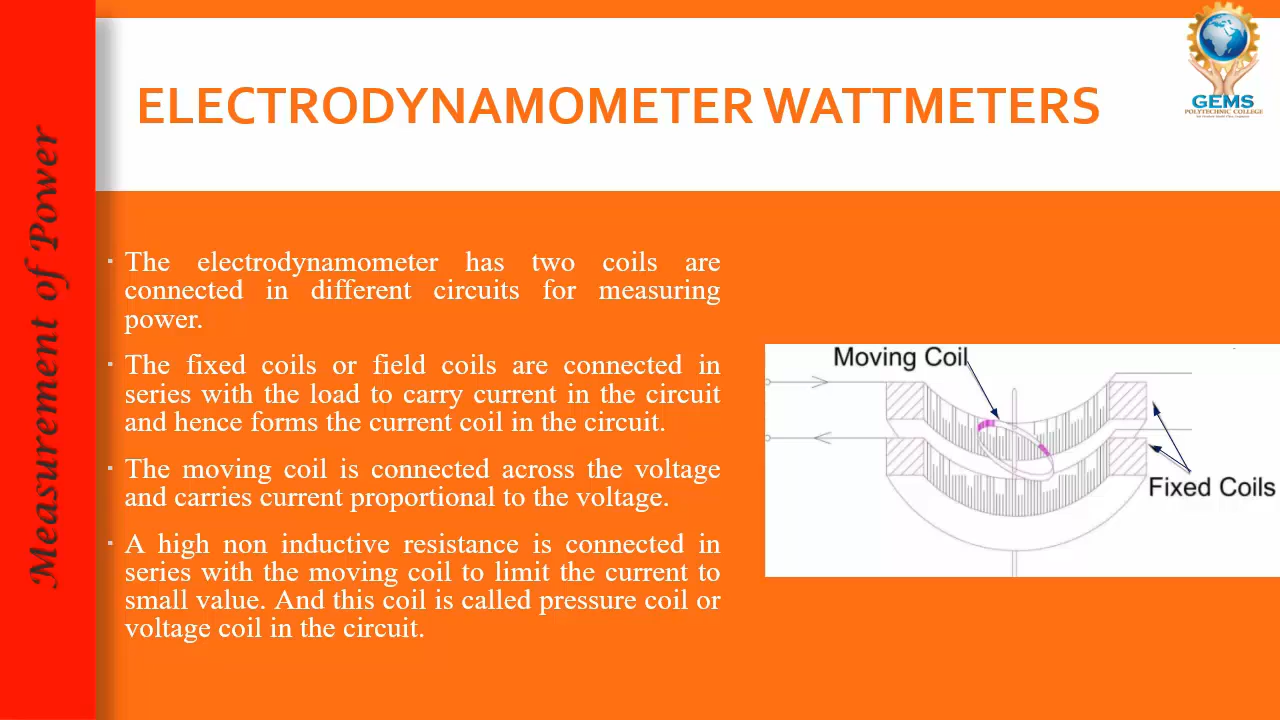 ELECTRODYNAMOMETER WATTMETERS
GEMS
POLYTECHNIC COLLEGE
Measurement of Power
The electrodynamometer has two coils are
connected in different circuits for measuring
power.
The fixed coils or field coils are connected in
series with the load to carry current in the circuit
and hence forms the current coil in the circuit.
The moving coil is connected across the voltage
and carries current proportional to the voltage.
A high non inductive resistance is connected in
series with the moving coil to limit the current to
small value. And this coil is called pressure coil or
voltage coil in the circuit.
Moving Coil
Fixed Coils